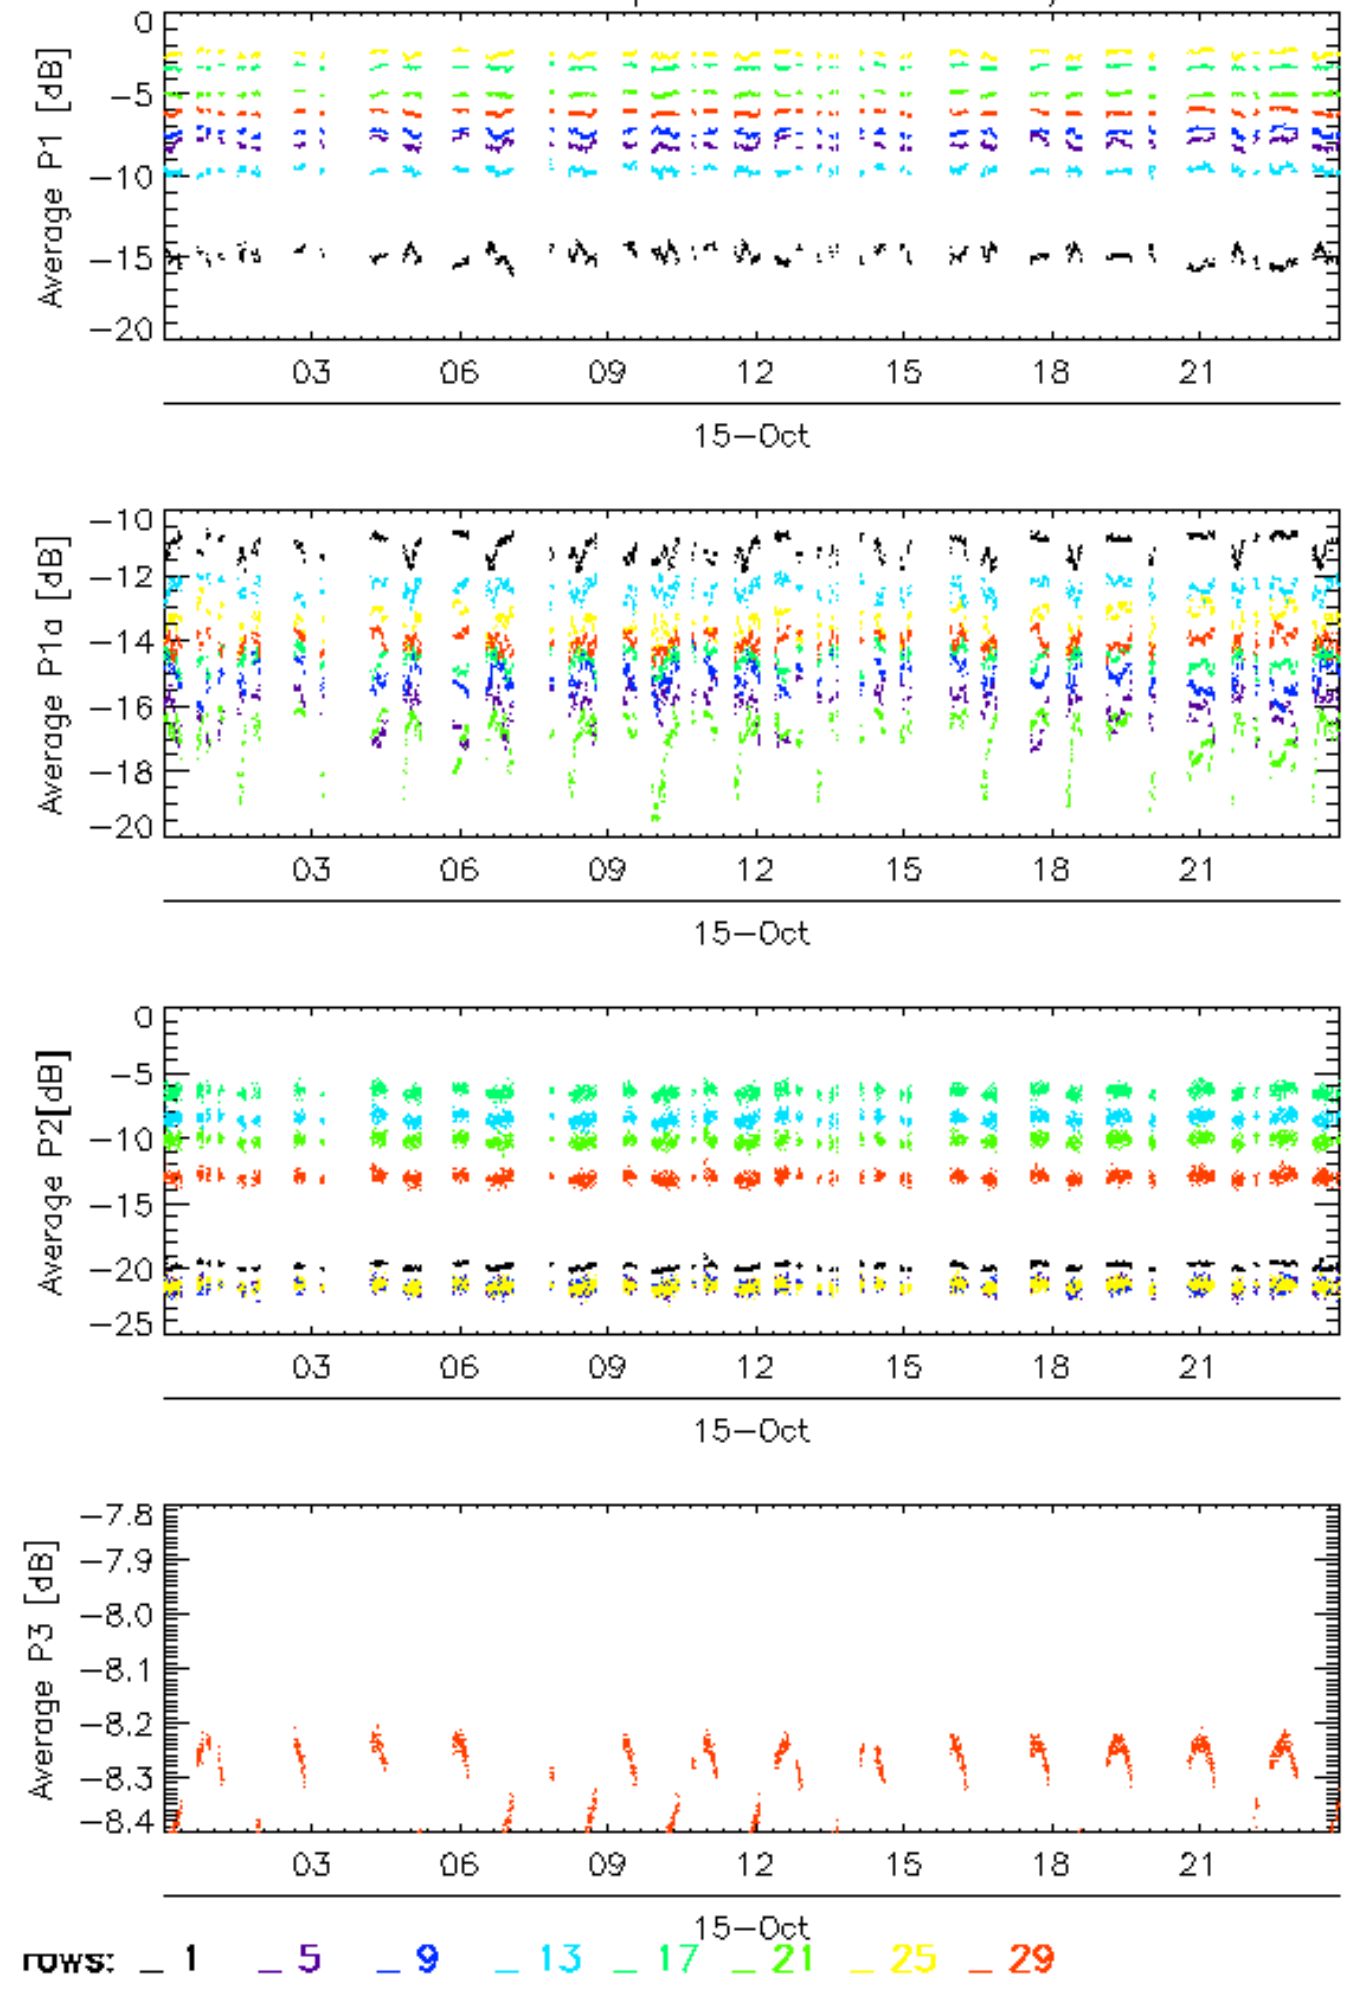 0
−5
−10
−15
−20
Average P1 [dB]
03 06 09 12 15 18 21
15−Oct
−10
−12
−14
−16
−18
−20
Average P1a [dB]
03 06 09 12 15 18 21
15−Oct
0
−5
−10
−15
−20
−25
Average P2[dB]
03 06 09 12 15 18 21
15−Oct
−7.8
−7.9
−8.0
−8.1
−8.2
−8.3
−8.4
Average P3 [dB]
03 06 09 12 15 18 21
15−Oct
rows: _ 1 _ 5 _ 9 _ 13 _ 17 _ 21 _ 25 _ 29